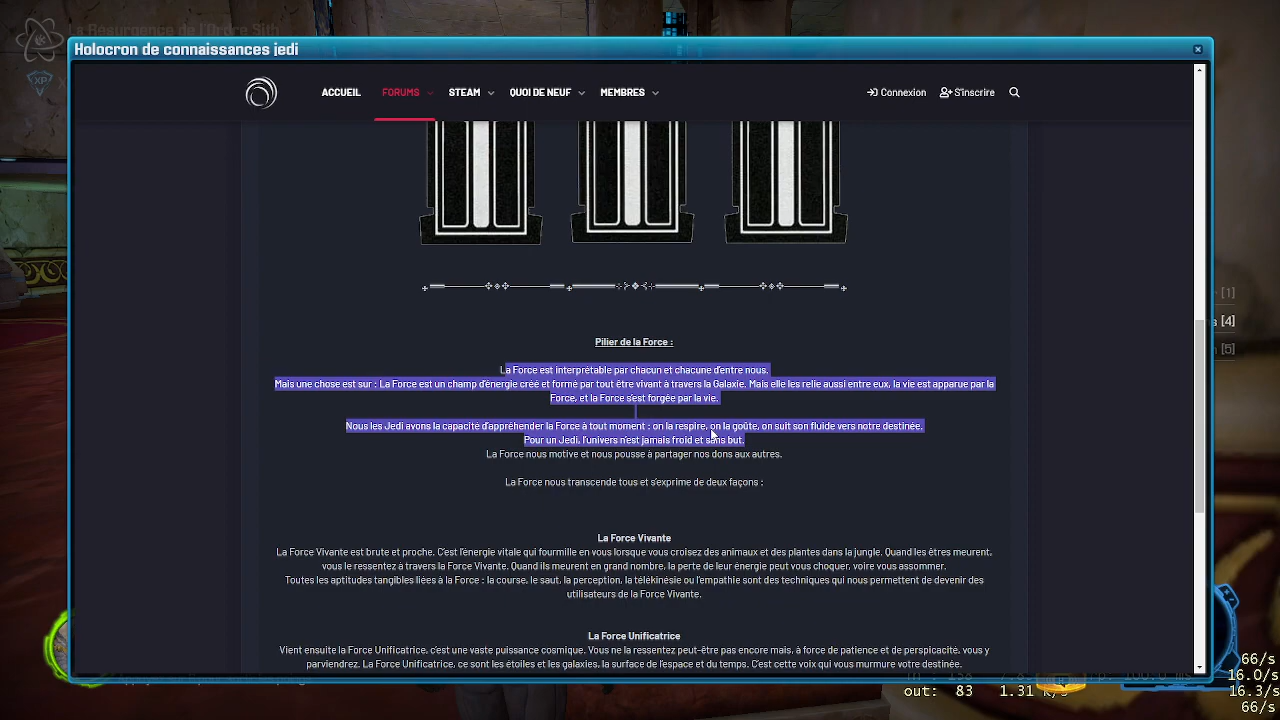 La Résurgence de l'Ordre Sith
Holocron de connaissances jedi
XP
ACCUEIL FORUMS STEAM QUOI DE NEUF MEMBRES Connexion S'inscrire
[1]
s [4]
[5]
Pilier de la Force :
La Force est interprétable par chacun et chacune d'entre nous.
Mais une chose est sur : La Force est un champ d'énergie créé et formé par tout être vivant à travers la Galaxie. Mais elle les relie aussi entre eux, la vie est apparue par la
Force, et la Force s'est forgée par la vie.
Nous les Jedi avons la capacité d'appréhender la Force à tout moment : on la respire, on la goûte, on suit son fluide vers notre destinée.
Pour un Jedi, l'univers n'est jamais froid et sans but.
La Force nous motive et nous pousse à partager nos dons aux autres.
La Force nous transcende tous et s'exprime de deux façons :
La Force Vivante
La Force Vivante est brute et proche. C'est l'énergie vitale qui fourmille en vous lorsque vous croisez des animaux et des plantes dans la jungle. Quand les êtres meurent,
vous le ressentez à travers la Force Vivante. Quand ils meurent en grand nombre, la perte de leur énergie peut vous choquer, voire vous assommer.
Toutes les aptitudes tangibles liées à la Force : la course, le saut, la perception, la télékinésie ou l'empathie sont des techniques qui nous permettent de devenir des
utilisateurs de la Force Vivante.
La Force Unificatrice
Vient ensuite la Force Unificatrice, c'est une vaste puissance cosmique. Vous ne la ressentez peut-être pas encore mais, à force de patience et de perspicacité, vous y
parviendrez. La Force Unificatrice, ce sont les étoiles et les galaxies, la surface de l'espace et du temps. C'est cette voix qui vous murmure votre destinée.
66/s
16.0/s
out: 83 1.31 k/s 16.3/s
66/s